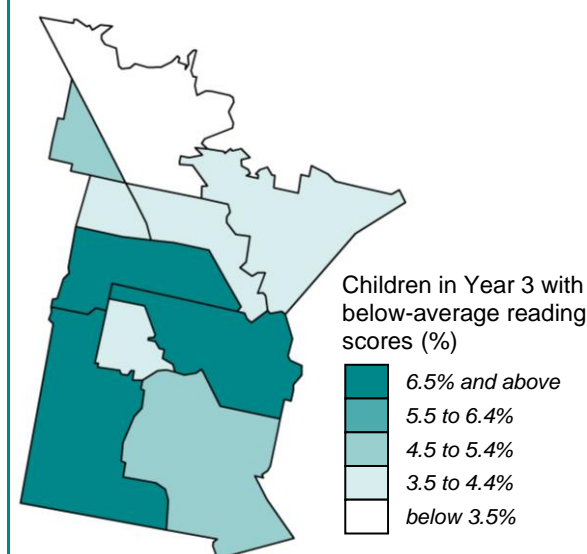 Children in Year 3 with
below-average reading
scores (%)
6.5% and above
5.5 to 6.4%
4.5 to 5.4%
3.5 to 4.4%
below 3.5%